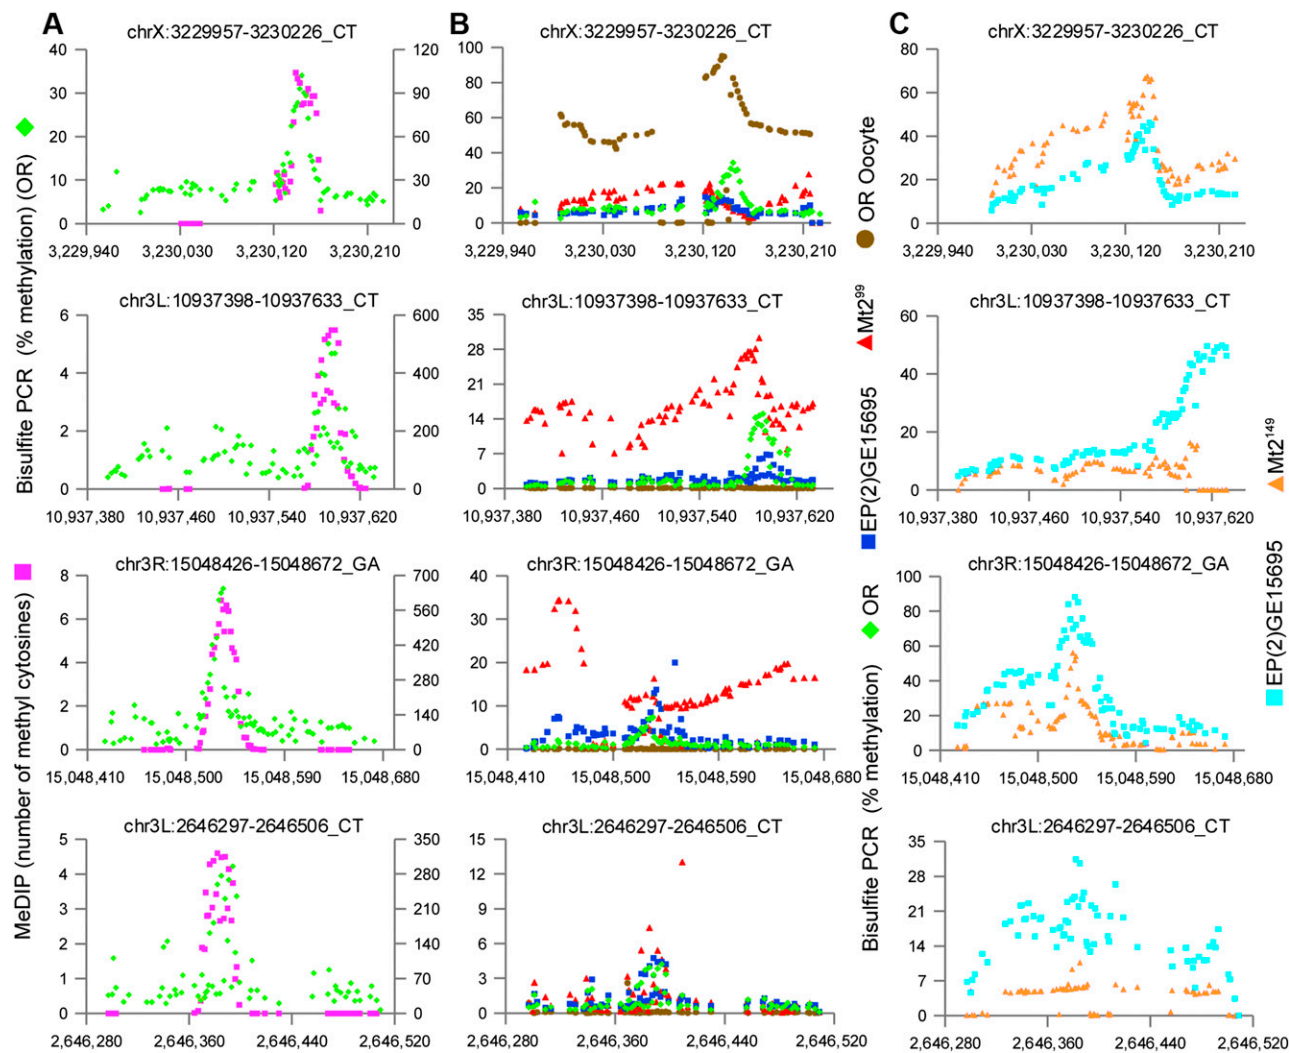 A
B
C
chrX:3229957-3230226_CT
chrX:3229957-3230226_CT
chrX:3229957-3230226_CT
40
30
20
10
0
120
90
60
30
0
3,229,940 3,230,030 3,230,120 3,230,210
100
80
60
40
20
0
3,229,940 3,230,030 3,230,120 3,230,210
80
60
40
20
0
3,229,940 3,230,030 3,230,120 3,230,210
chr3L:10937398-10937633_CT
chr3L:10937398-10937633_CT
chr3L:10937398-10937633_CT
6
4
2
0
600
400
200
0
10,937,380 10,937,460 10,937,540 10,937,620
35
28
21
14
7
0
10,937,380 10,937,460 10,937,540 10,937,620
60
40
20
0
10,937,380 10,937,460 10,937,540 10,937,620
chr3R:15048426-15048672_GA
chr3R:15048426-15048672_GA
chr3R:15048426-15048672_GA
8
6
4
2
0
700
560
420
280
140
0
15,048,410 15,048,500 15,048,590 15,048,680
40
30
20
10
0
15,048,410 15,048,500 15,048,590 15,048,680
100
80
60
40
20
0
15,048,410 15,048,500 15,048,590 15,048,680
chr3L:2646297-2646506_CT
chr3L:2646297-2646506_CT
chr3L:2646297-2646506_CT
5
4
3
2
1
0
350
280
210
140
70
0
2,646,280 2,646,360 2,646,440 2,646,520
15
12
9
6
3
0
2,646,280 2,646,360 2,646,440 2,646,520
35
28
21
14
7
0
2,646,280 2,646,360 2,646,440 2,646,520
MeDIP (number of methyl cytosines)
Bisulfite PCR (% methylation) (OR)
Bisulfite PCR (% methylation)
OR
EP(2)GE15695
Mt2⁹⁹
OR Oocyte
EP(2)GE15695
Mt2¹⁴⁹